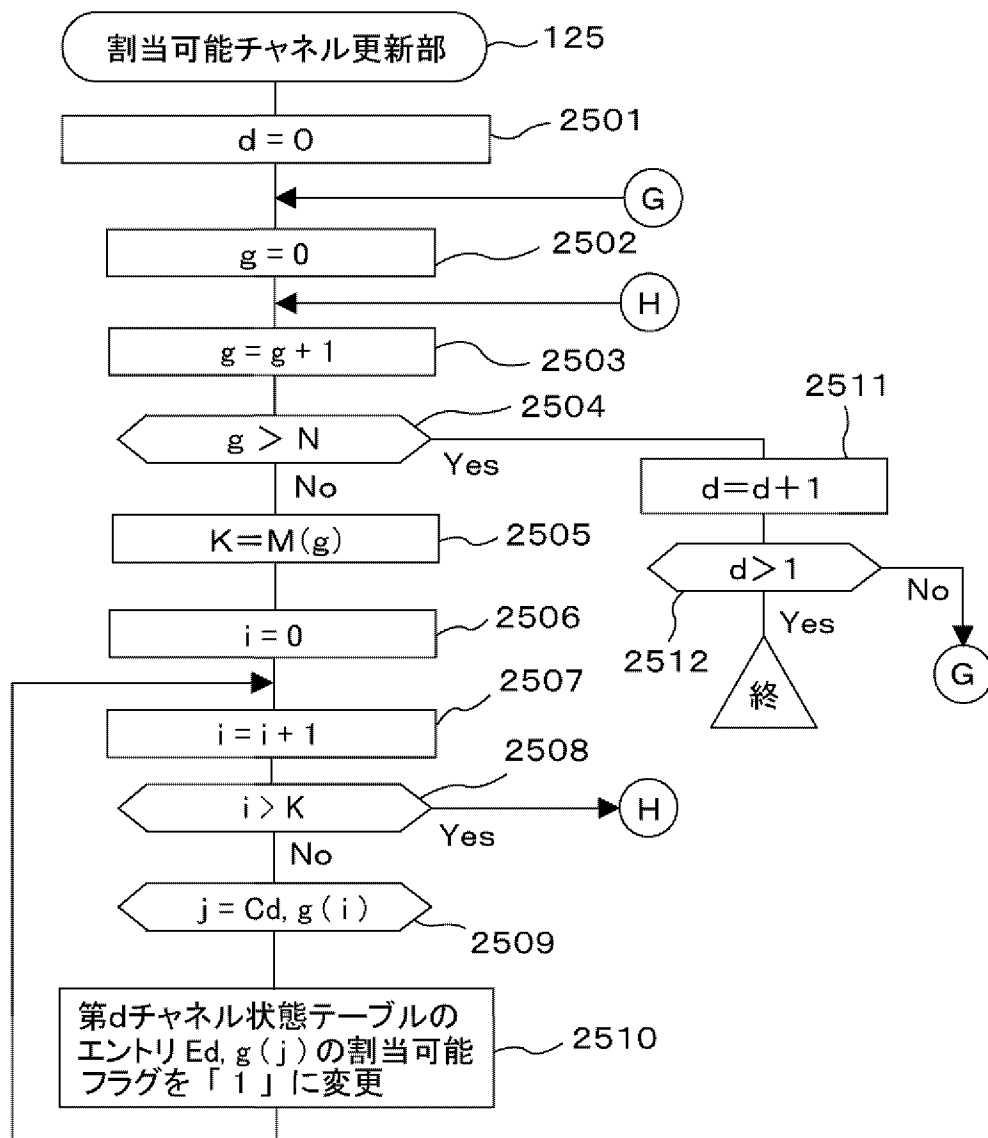 割当可能チャネル更新部
125
d = 0
2501
G
g = 0
2502
H
g = g + 1
2503
g > N
2504
Yes
No
d=d+1
2511
K=M(g)
2505
d>1
No
Yes
2512
i = 0
2506
終
G
i = i + 1
2507
i > K
2508
Yes
No
H
j = Cd, g ( i )
2509
第dチャネル状態テーブルの
エントリ Ed, g ( j ) の割当可能
フラグを「 1 」に変更
2510